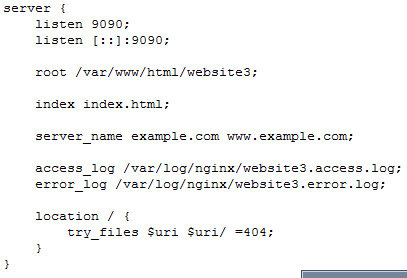 server {
listen 9090;
listen [::]:9090;
root /var/www/html/website3;
index index.html;
server_name example.com www.example.com;
access_log /var/log/nginx/website3.access.log;
error_log /var/log/nginx/website3.error.log;
location / {
try_files $uri $uri/ =404;
}
}